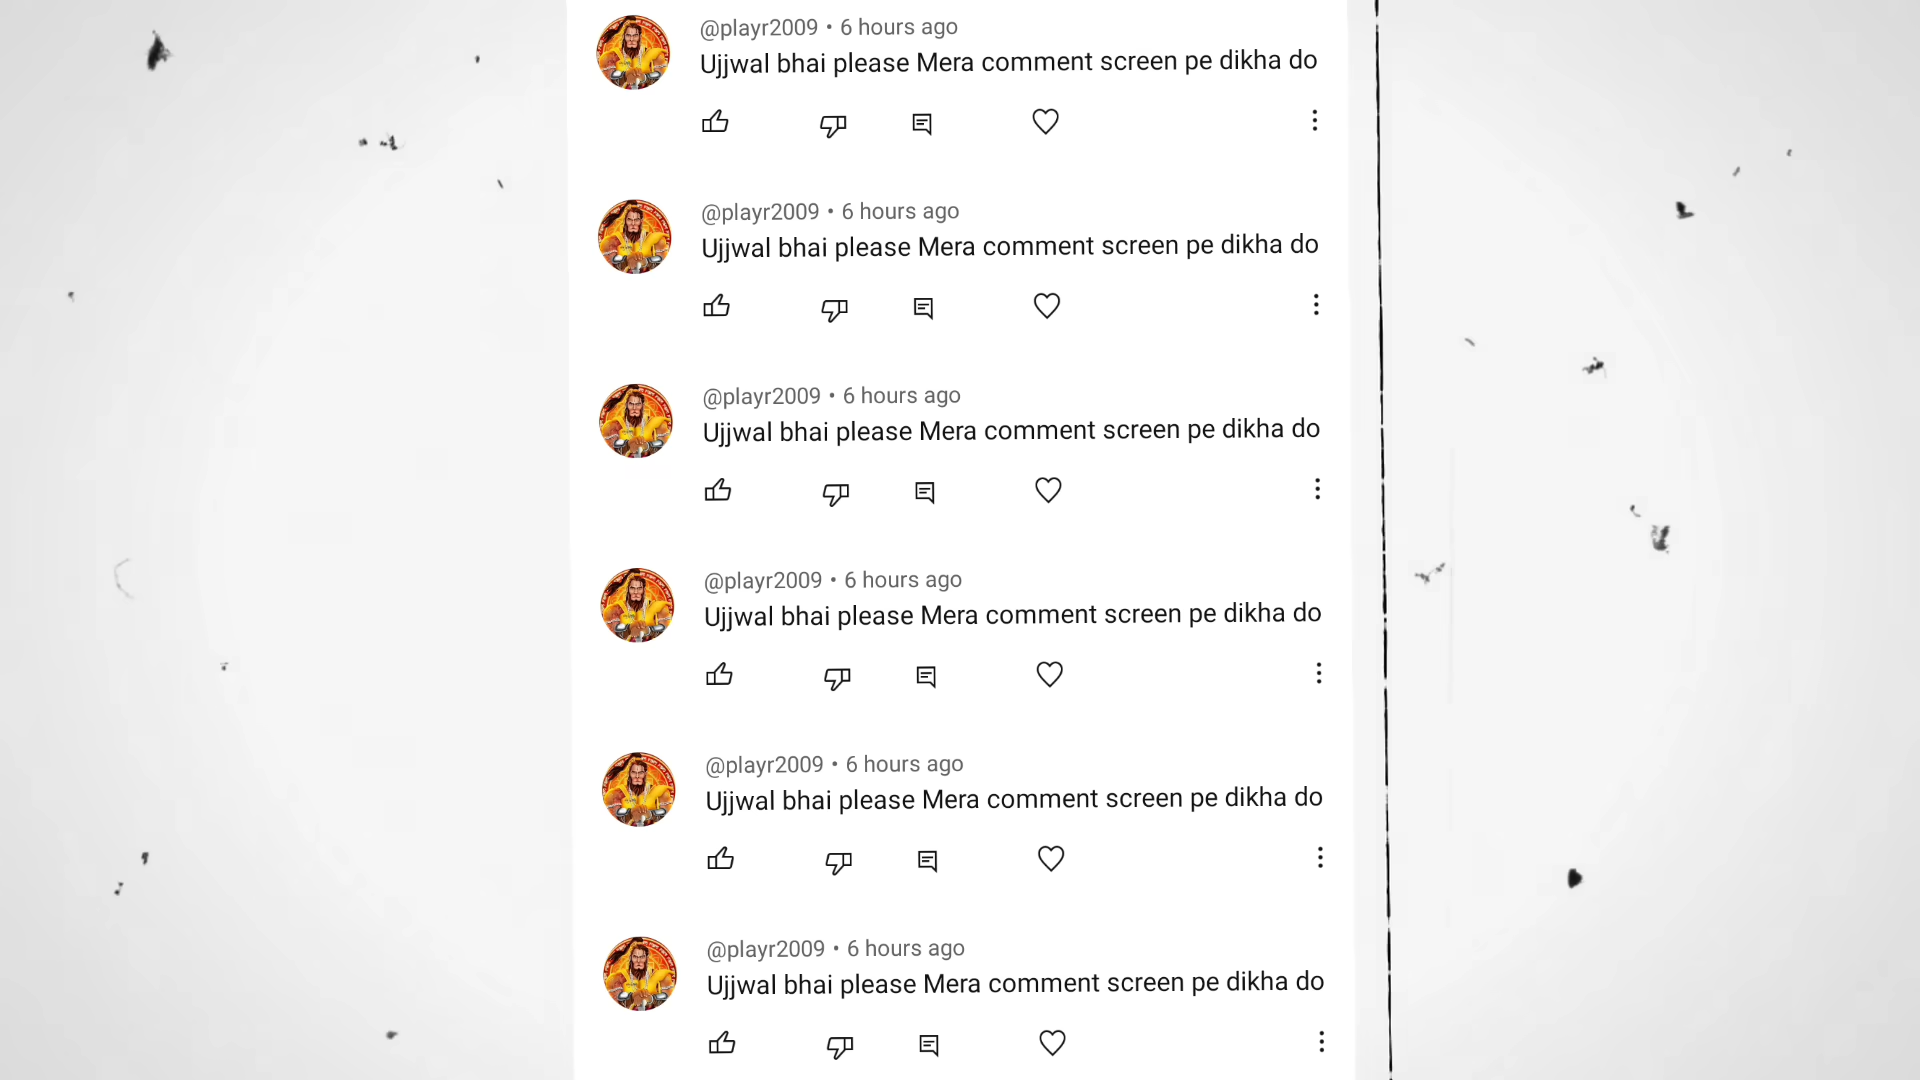 @playr2009 • 6 hours ago
Ujjwal bhai please Mera comment screen pe dikha do
@playr2009 • 6 hours ago
Ujjwal bhai please Mera comment screen pe dikha do
@playr2009 • 6 hours ago
Ujjwal bhai please Mera comment screen pe dikha do
@playr2009 • 6 hours ago
Ujjwal bhai please Mera comment screen pe dikha do
@playr2009 • 6 hours ago
Ujjwal bhai please Mera comment screen pe dikha do
@playr2009 • 6 hours ago
Ujjwal bhai please Mera comment screen pe dikha do